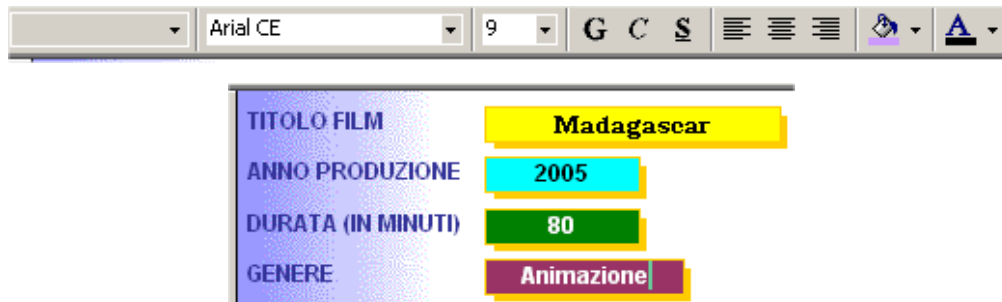 Arial CE 9 G C S A
TITOLO FILM Madagascar
ANNO PRODUZIONE 2005
DURATA (IN MINUTI) 80
GENERE Animazione